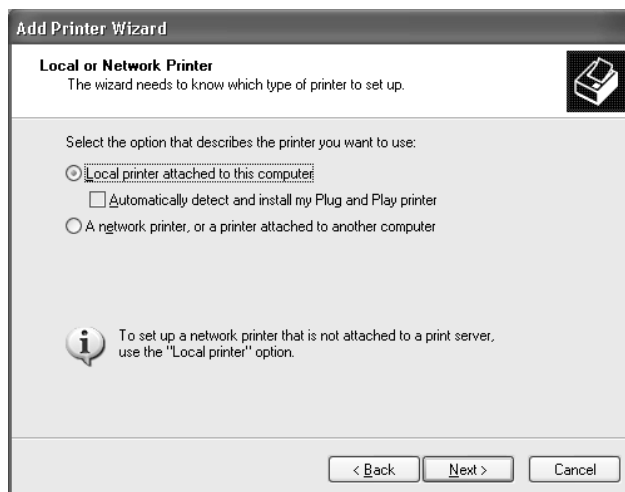 Add Printer Wizard
Local or Network Printer
The wizard needs to know which type of printer to set up.
Select the option that describes the printer you want to use:
Local printer attached to this computer
Automatically detect and install my Plug and Play printer
A network printer, or a printer attached to another computer
To set up a network printer that is not attached to a print server,
use the "Local printer" option.
< Back Next > Cancel